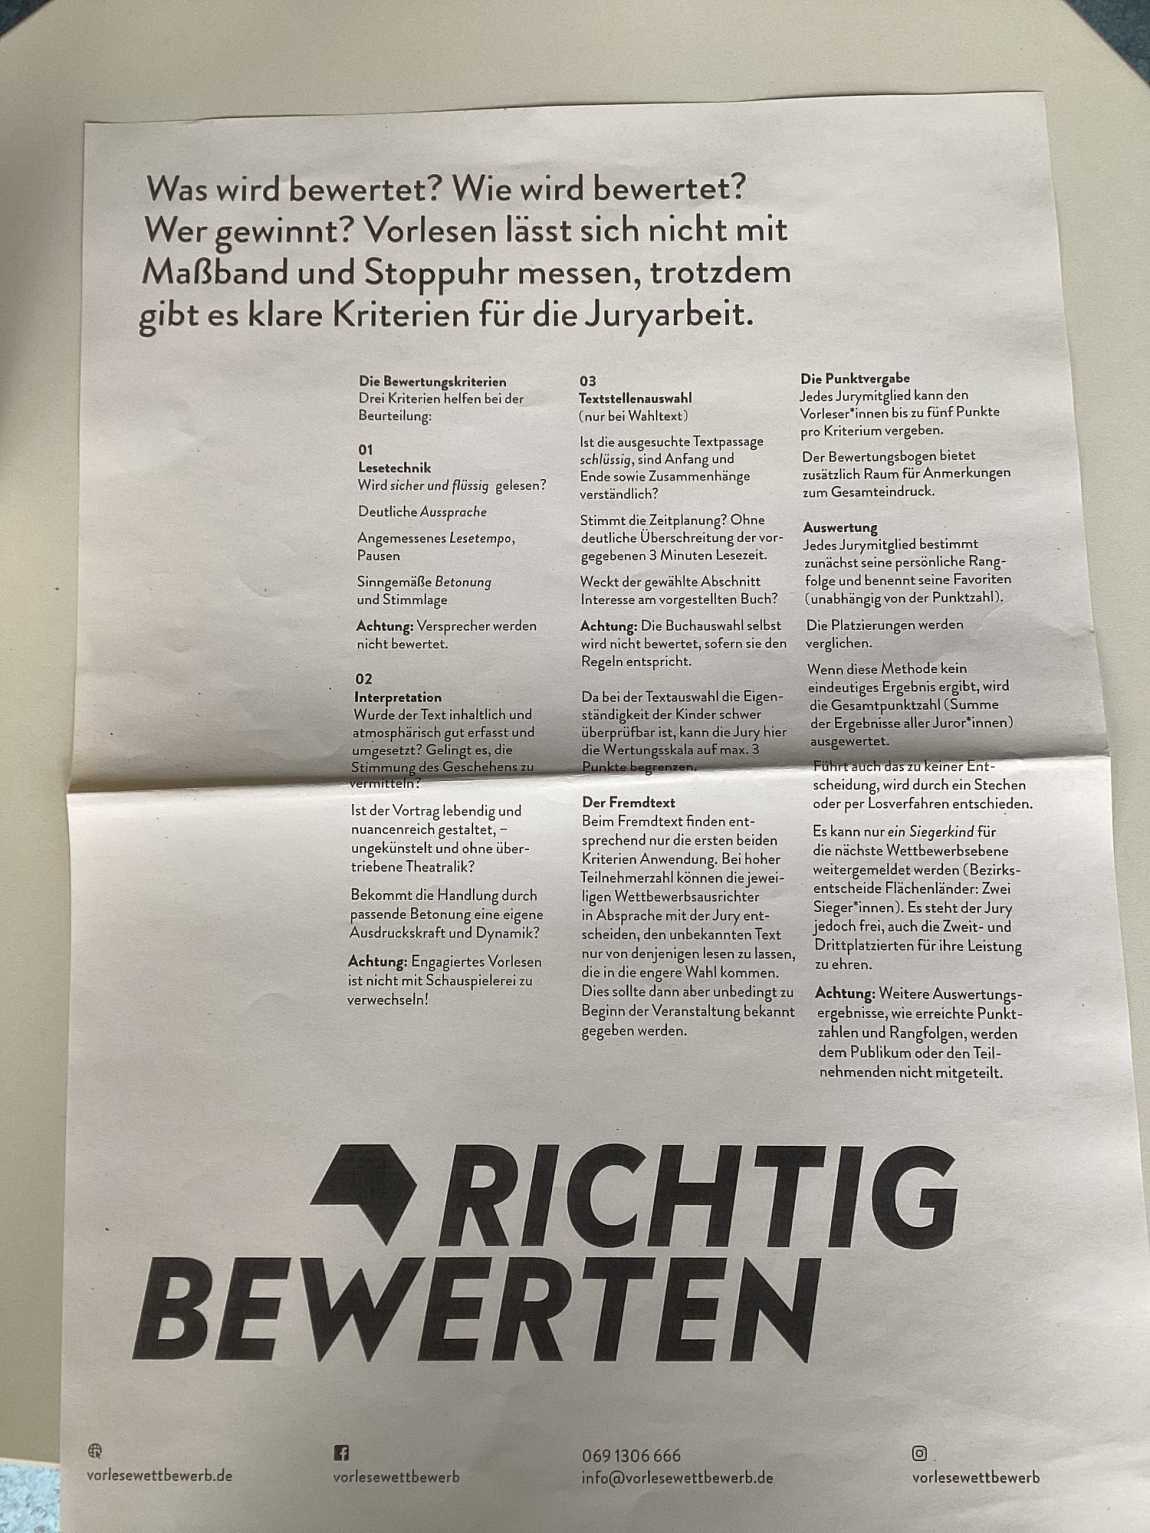 Was wird bewertet? Wie wird bewertet?
Wer gewinnt? Vorlesen lässt sich nicht mit
Maßband und Stoppuhr messen, trotzdem
gibt es klare Kriterien für die Juryarbeit.
Die Bewertungskriterien
Drei Kriterien helfen bei der
Beurteilung:
01
Lesetechnik
Wird sicher und flüssig gelesen?
Deutliche Aussprache
Angemessenes Lesetempo,
Pausen
Sinngemäße Betonung
und Stimmlage
Achtung: Versprecher werden
nicht bewertet.
02
Interpretation
Wurde der Text inhaltlich und
atmosphärisch gut erfasst und
umgesetzt? Gelingt es, die
Stimmung des Geschehens zu
vermitteln?
Ist der Vortrag lebendig und
nuancenreich gestaltet, –
ungekünstelt und ohne über-
triebene Theatralik?
Bekommt die Handlung durch
passende Betonung eine eigene
Ausdruckskraft und Dynamik?
Achtung: Engagiertes Vorlesen
ist nicht mit Schauspielerei zu
verwechseln!
03
Textstellenauswahl
(nur bei Wahltext)
Ist die ausgesuchte Textpassage
schlüssig, sind Anfang und
Ende sowie Zusammenhänge
verständlich?
Stimmt die Zeitplanung? Ohne
deutliche Überschreitung der vor-
gegebenen 3 Minuten Lesezeit.
Weckt der gewählte Abschnitt
Interesse am vorgestellten Buch?
Achtung: Die Buchauswahl selbst
wird nicht bewertet, sofern sie den
Regeln entspricht.
Da bei der Textauswahl die Eigen-
ständigkeit der Kinder schwer
überprüfbar ist, kann die Jury hier
die Wertungsskala auf max. 3
Punkte begrenzen.
Der Fremdtext
Beim Fremdtext finden ent-
sprechend nur die ersten beiden
Kriterien Anwendung. Bei hoher
Teilnehmerzahl können die jewei-
ligen Wettbewerbsausrichter
in Absprache mit der Jury ent-
scheiden, den unbekannten Text
nur von denjenigen lesen zu lassen,
die in die engere Wahl kommen.
Dies sollte dann aber unbedingt zu
Beginn der Veranstaltung bekannt
gegeben werden.
Die Punktvergabe
Jedes Jurymitglied kann den
Vorleser*innen bis zu fünf Punkte
pro Kriterium vergeben.
Der Bewertungsbogen bietet
zusätzlich Raum für Anmerkungen
zum Gesamteindruck.
Auswertung
Jedes Jurymitglied bestimmt
zunächst seine persönliche Rang-
folge und benennt seine Favoriten
(unabhängig von der Punktzahl).
Die Platzierungen werden
verglichen.
Wenn diese Methode kein
eindeutiges Ergebnis ergibt, wird
die Gesamtpunktzahl (Summe
der Ergebnisse aller Juror*innen)
ausgewertet.
Führt auch das zu keiner Ent-
scheidung, wird durch ein Stechen
oder per Losverfahren entschieden.
Es kann nur ein Siegerkind für
die nächste Wettbewerbsebene
weitergemeldet werden (Bezirks-
entscheide Flächenländer: Zwei
Sieger*innen). Es steht der Jury
jedoch frei, auch die Zweit- und
Drittplatzierten für ihre Leistung
zu ehren.
Achtung: Weitere Auswertungs-
ergebnisse, wie erreichte Punkt-
zahlen und Rangfolgen, werden
dem Publikum oder den Teil-
nehmenden nicht mitgeteilt.
RICHTIG
BEWERTEN
vorlesewettbewerb.de
vorlesewettbewerb
069 1306 666
info@vorlesewettbewerb.de
vorlesewettbewerb